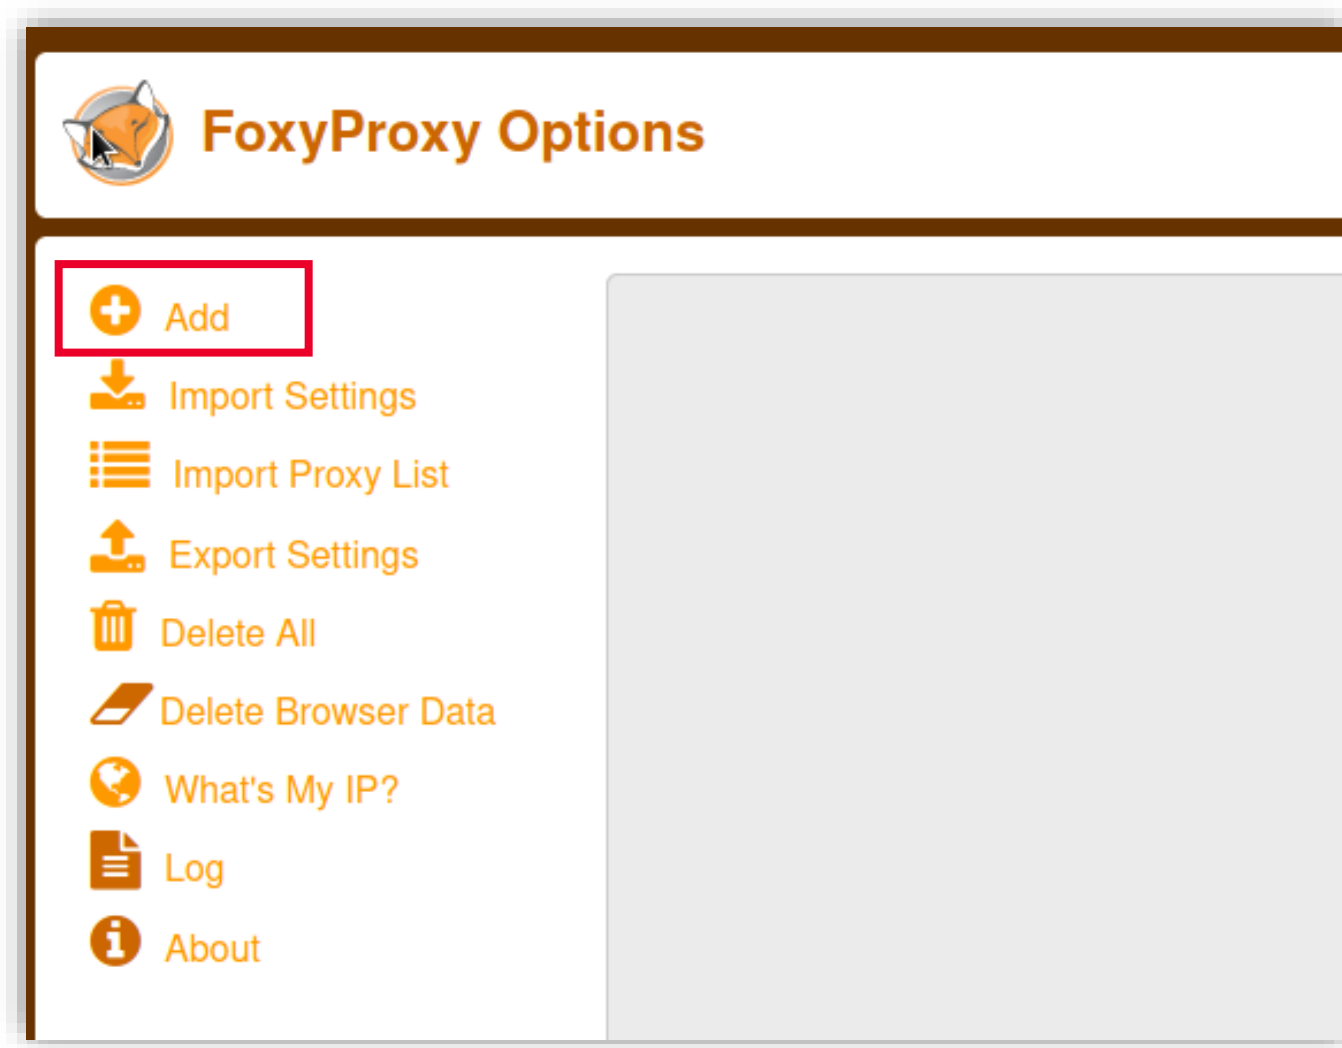 FoxyProxy Options
Add
Import Settings
Import Proxy List
Export Settings
Delete All
Delete Browser Data
What's My IP?
Log
About